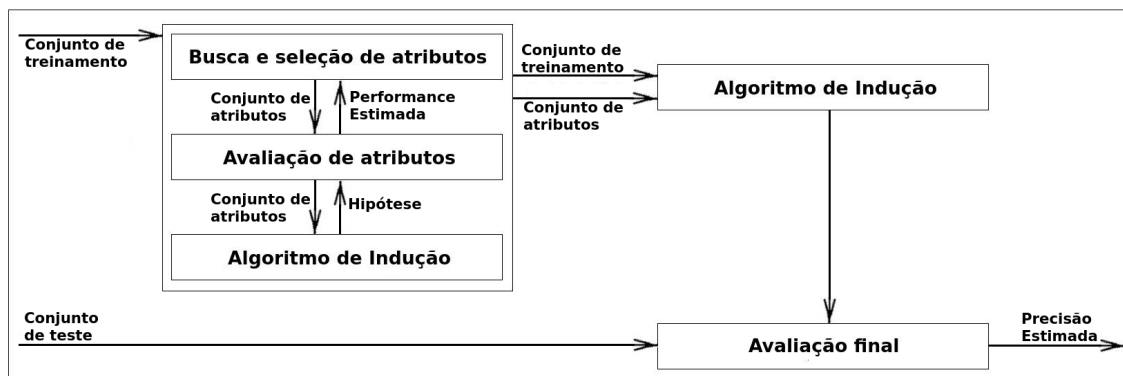 Conjunto de
treinamento
Busca e seleção de atributos
Conjunto de
atributos
Performance
Estimada
Avaliação de atributos
Conjunto de
atributos
Hipótese
Algoritmo de Indução
Conjunto de
treinamento
Conjunto de
atributos
Algoritmo de Indução
Conjunto
de teste
Avaliação final
Precisão
Estimada